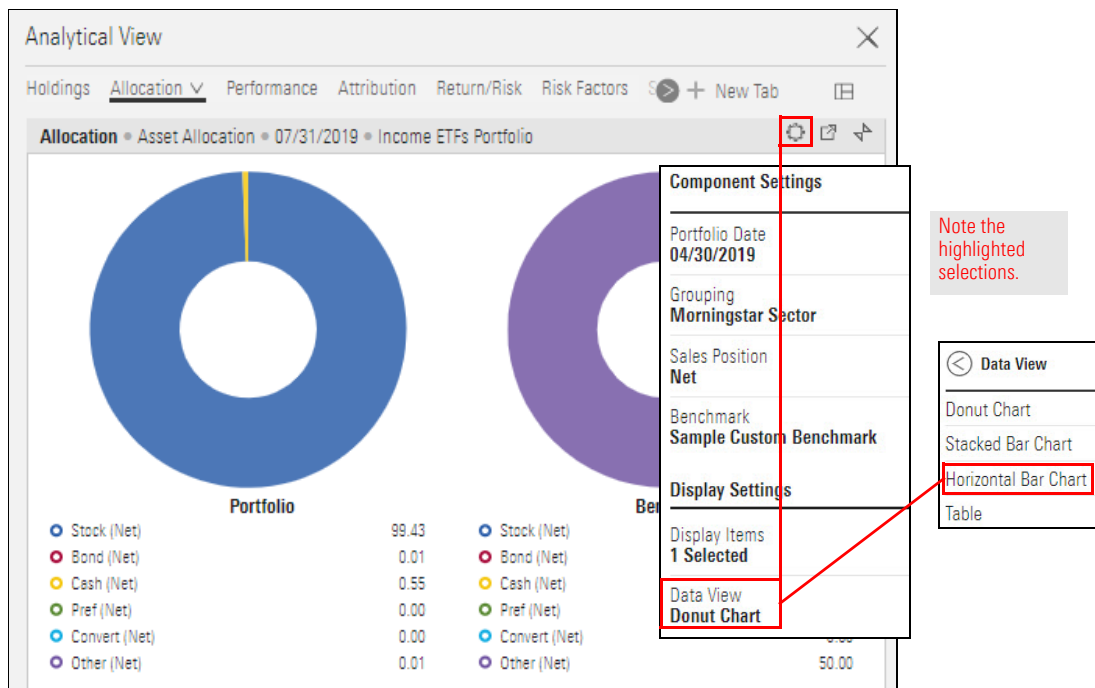 Analytical View
Holdings Allocation Performance Attribution Return/Risk Risk Factors New Tab
Allocation • Asset Allocation • 07/31/2019 • Income ETFs Portfolio
Portfolio
Stock (Net) 99.43
Bond (Net) 0.01
Cash (Net) 0.55
Pref (Net) 0.00
Convert (Net) 0.00
Other (Net) 0.01
Stock (Net)
Bond (Net)
Cash (Net)
Pref (Net)
Convert (Net)
Other (Net) 50.00
Component Settings
Portfolio Date
04/30/2019
Grouping
Morningstar Sector
Sales Position
Net
Benchmark
Sample Custom Benchmark
Display Settings
Display Items
1 Selected
Data View
Donut Chart
Note the
highlighted
selections.
Data View
Donut Chart
Stacked Bar Chart
Horizontal Bar Chart
Table